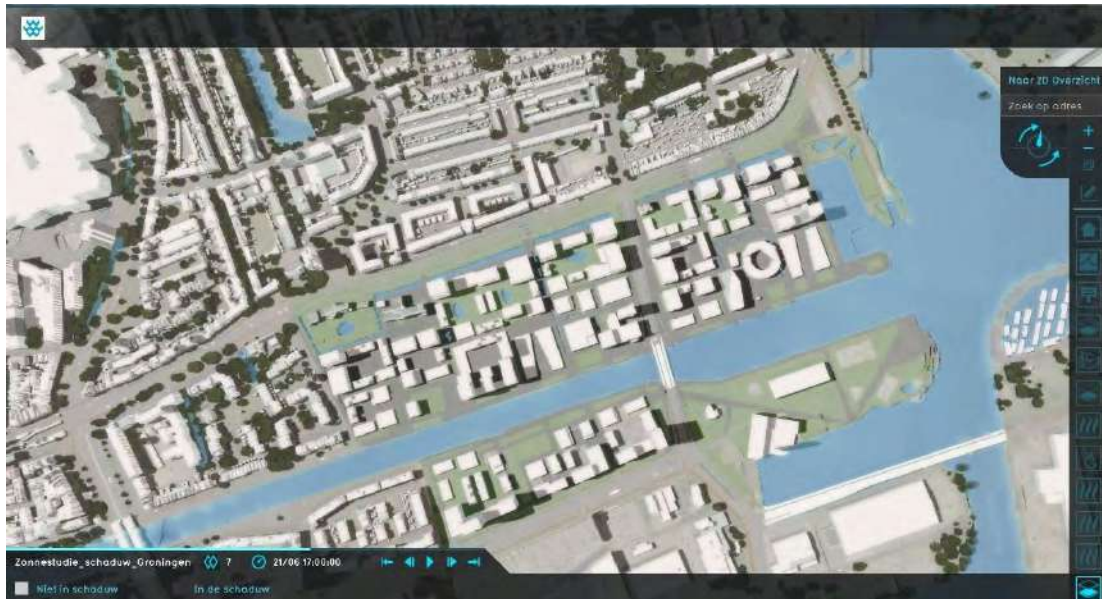 Naar 2D Overzicht
Zoek op adres
Zonnestudie_schaduw_Groningen 7 21/06 17:00:00
Niet in schaduw In de schaduw